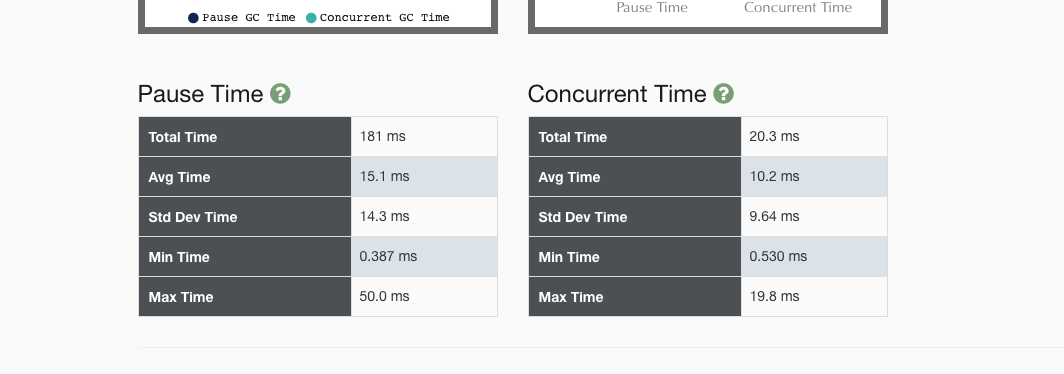 Pause GC Time Concurrent GC Time
Pause Time Concurrent Time
Pause Time ?
Total Time 181 ms
Avg Time 15.1 ms
Std Dev Time 14.3 ms
Min Time 0.387 ms
Max Time 50.0 ms
Concurrent Time ?
Total Time 20.3 ms
Avg Time 10.2 ms
Std Dev Time 9.64 ms
Min Time 0.530 ms
Max Time 19.8 ms